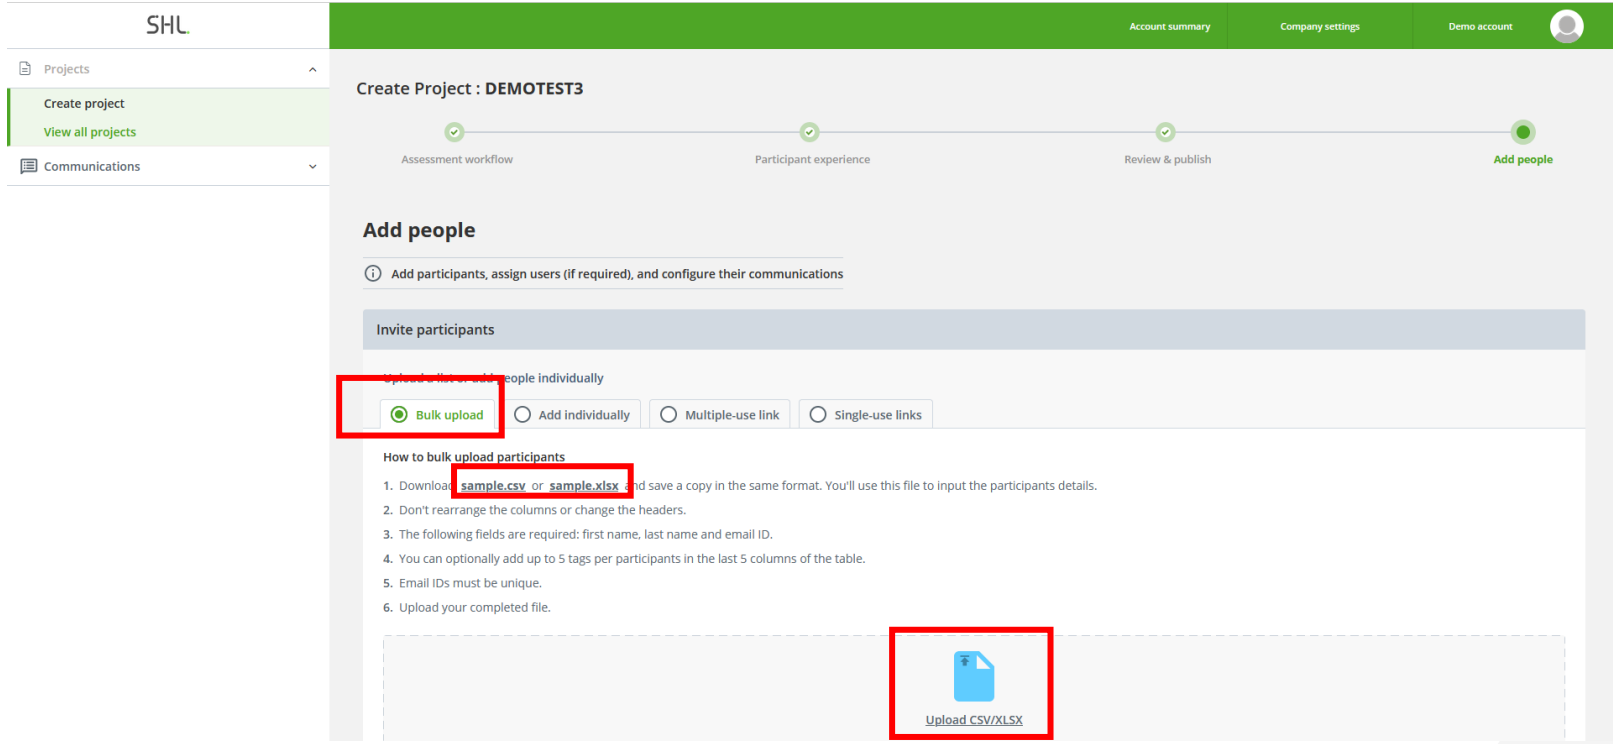 SHL.
Account summary
Company settings
Demo account
Projects
Create project
View all projects
Communications
Create Project : DEMOTEST3
Assessment workflow
Participant experience
Review & publish
Add people
Add people
Add participants, assign users (if required), and configure their communications
Invite participants
Upload a list or add people individually
Bulk upload
Add individually
Multiple-use link
Single-use links
How to bulk upload participants
1. Download sample.csv or sample.xlsx and save a copy in the same format. You'll use this file to input the participants details.
2. Don't rearrange the columns or change the headers.
3. The following fields are required: first name, last name and email ID.
4. You can optionally add up to 5 tags per participants in the last 5 columns of the table.
5. Email IDs must be unique.
6. Upload your completed file.
Upload CSV/XLSX